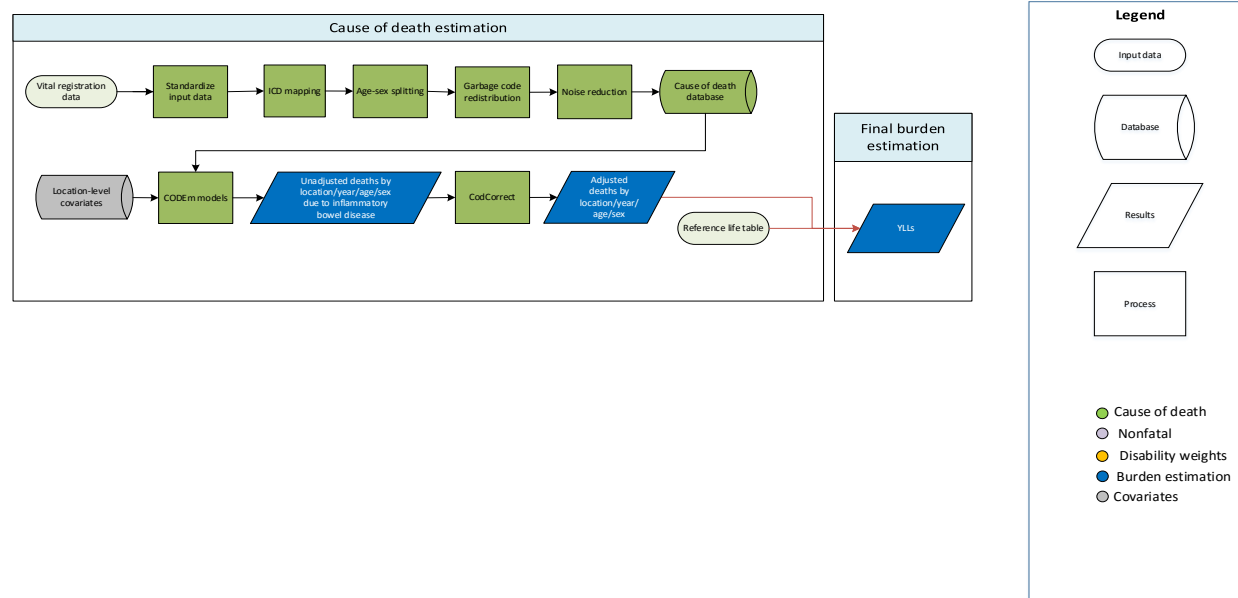 Cause of death estimation
Vital registration
data
Standardize
input data
ICD mapping
Age-sex splitting
Garbage code
redistribution
Noise reduction
Cause of death
database
Location-level
covariates
CODEm models
Unadjusted deaths by
location/year/age/sex
due to inflammatory
bowel disease
CodCorrect
Adjusted
deaths by
location/year/
age/sex
Reference life table
Final burden
estimation
YLLs
Legend
Input data
Database
Results
Process
Cause of death
Nonfatal
Disability weights
Burden estimation
Covariates